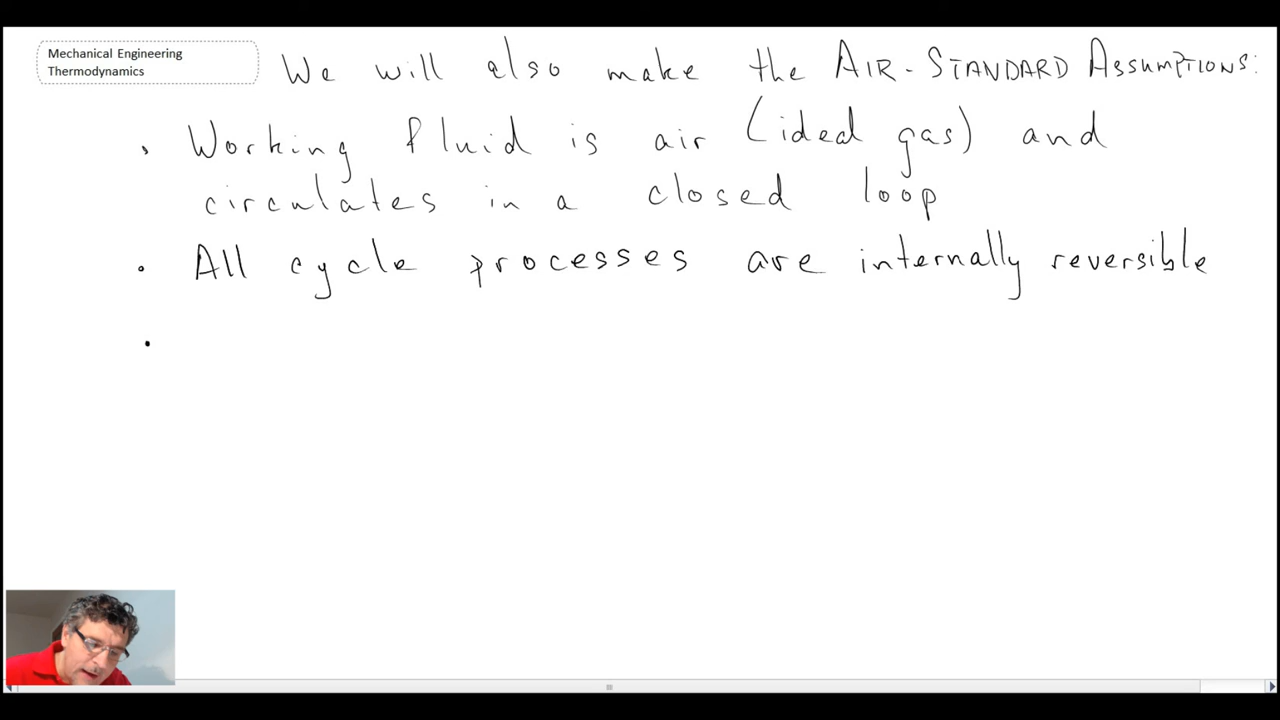 Mechanical Engineering
Thermodynamics
We will also make the AIR-STANDARD ASSUMPTIONS:
• Working fluid is air (ideal gas) and
circulates in a closed loop
• All cycle processes are internally reversible
•